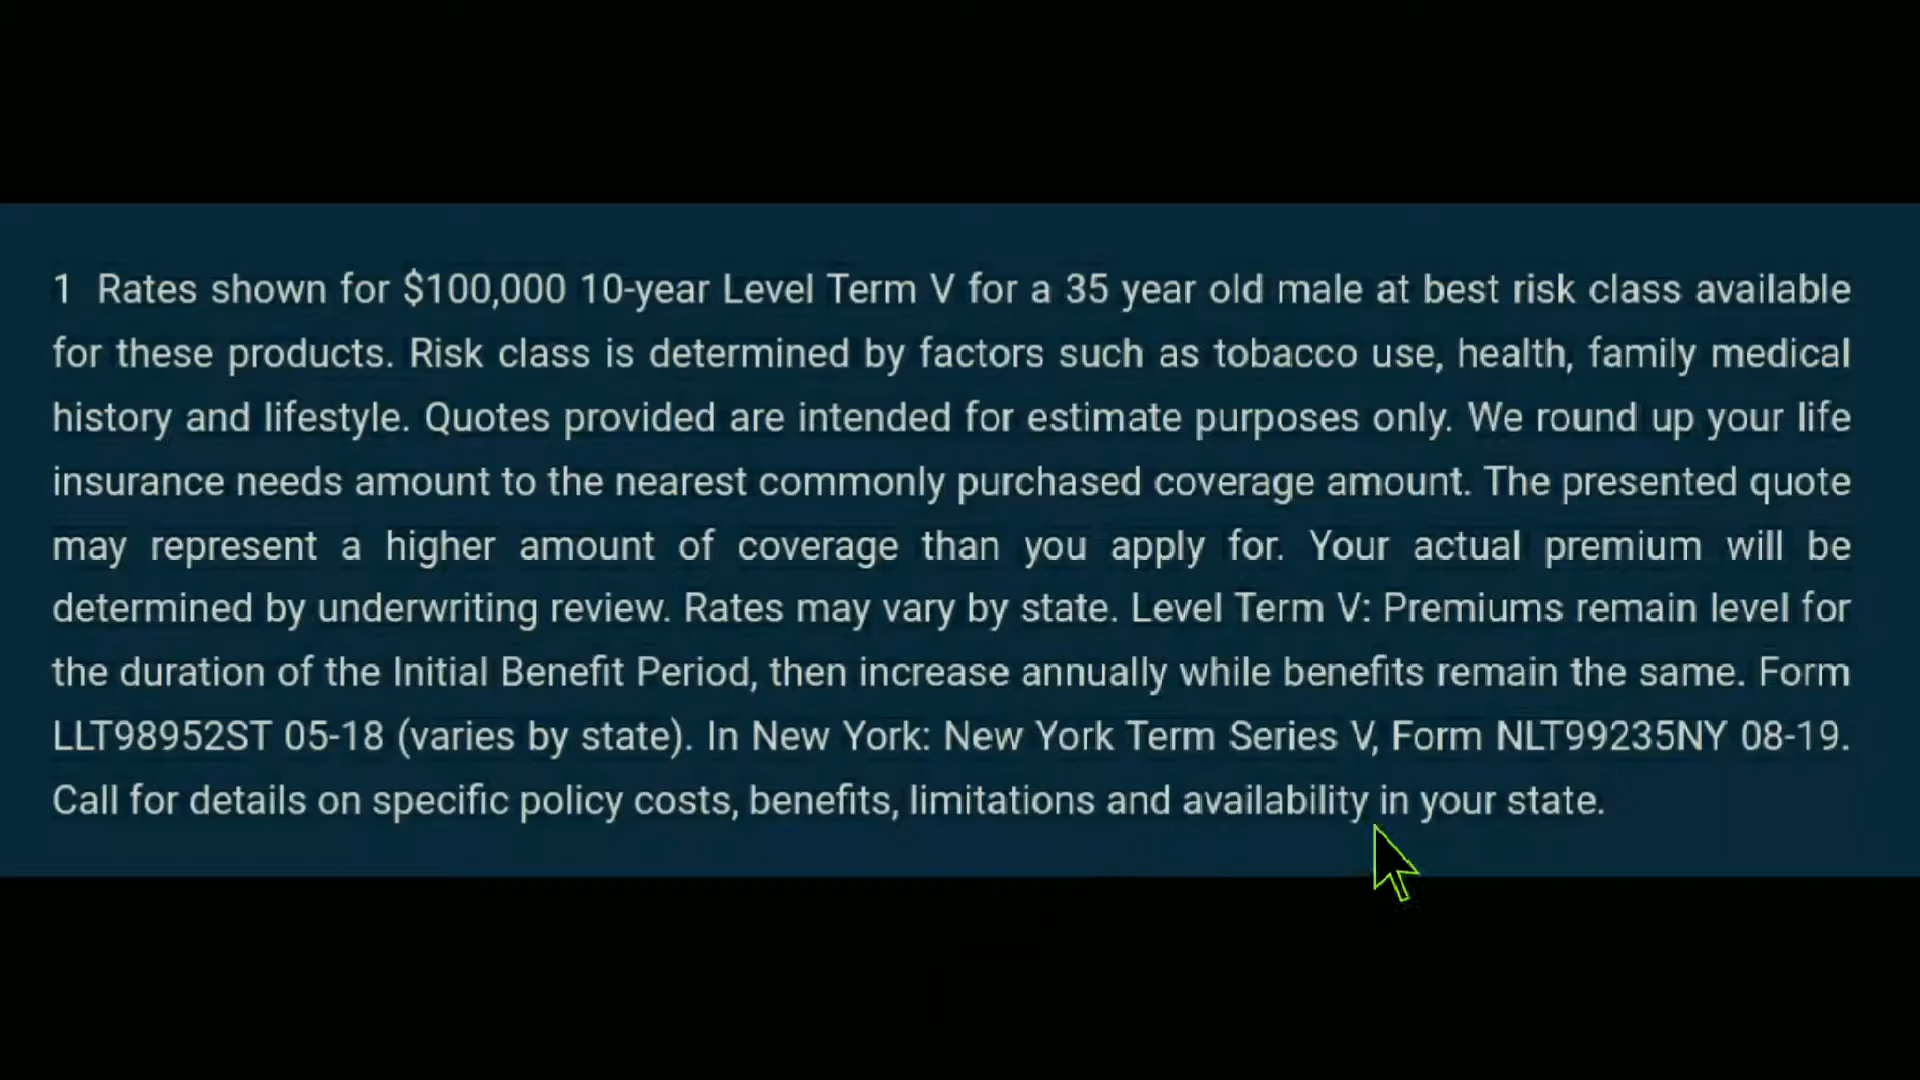 1 Rates shown for $100,000 10-year Level Term V for a 35 year old male at best risk class available
for these products. Risk class is determined by factors such as tobacco use, health, family medical
history and lifestyle. Quotes provided are intended for estimate purposes only. We round up your life
insurance needs amount to the nearest commonly purchased coverage amount. The presented quote
may represent a higher amount of coverage than you apply for. Your actual premium will be
determined by underwriting review. Rates may vary by state. Level Term V: Premiums remain level for
the duration of the Initial Benefit Period, then increase annually while benefits remain the same. Form
LLT98952ST 05-18 (varies by state). In New York: New York Term Series V, Form NLT99235NY 08-19.
Call for details on specific policy costs, benefits, limitations and availability in your state.